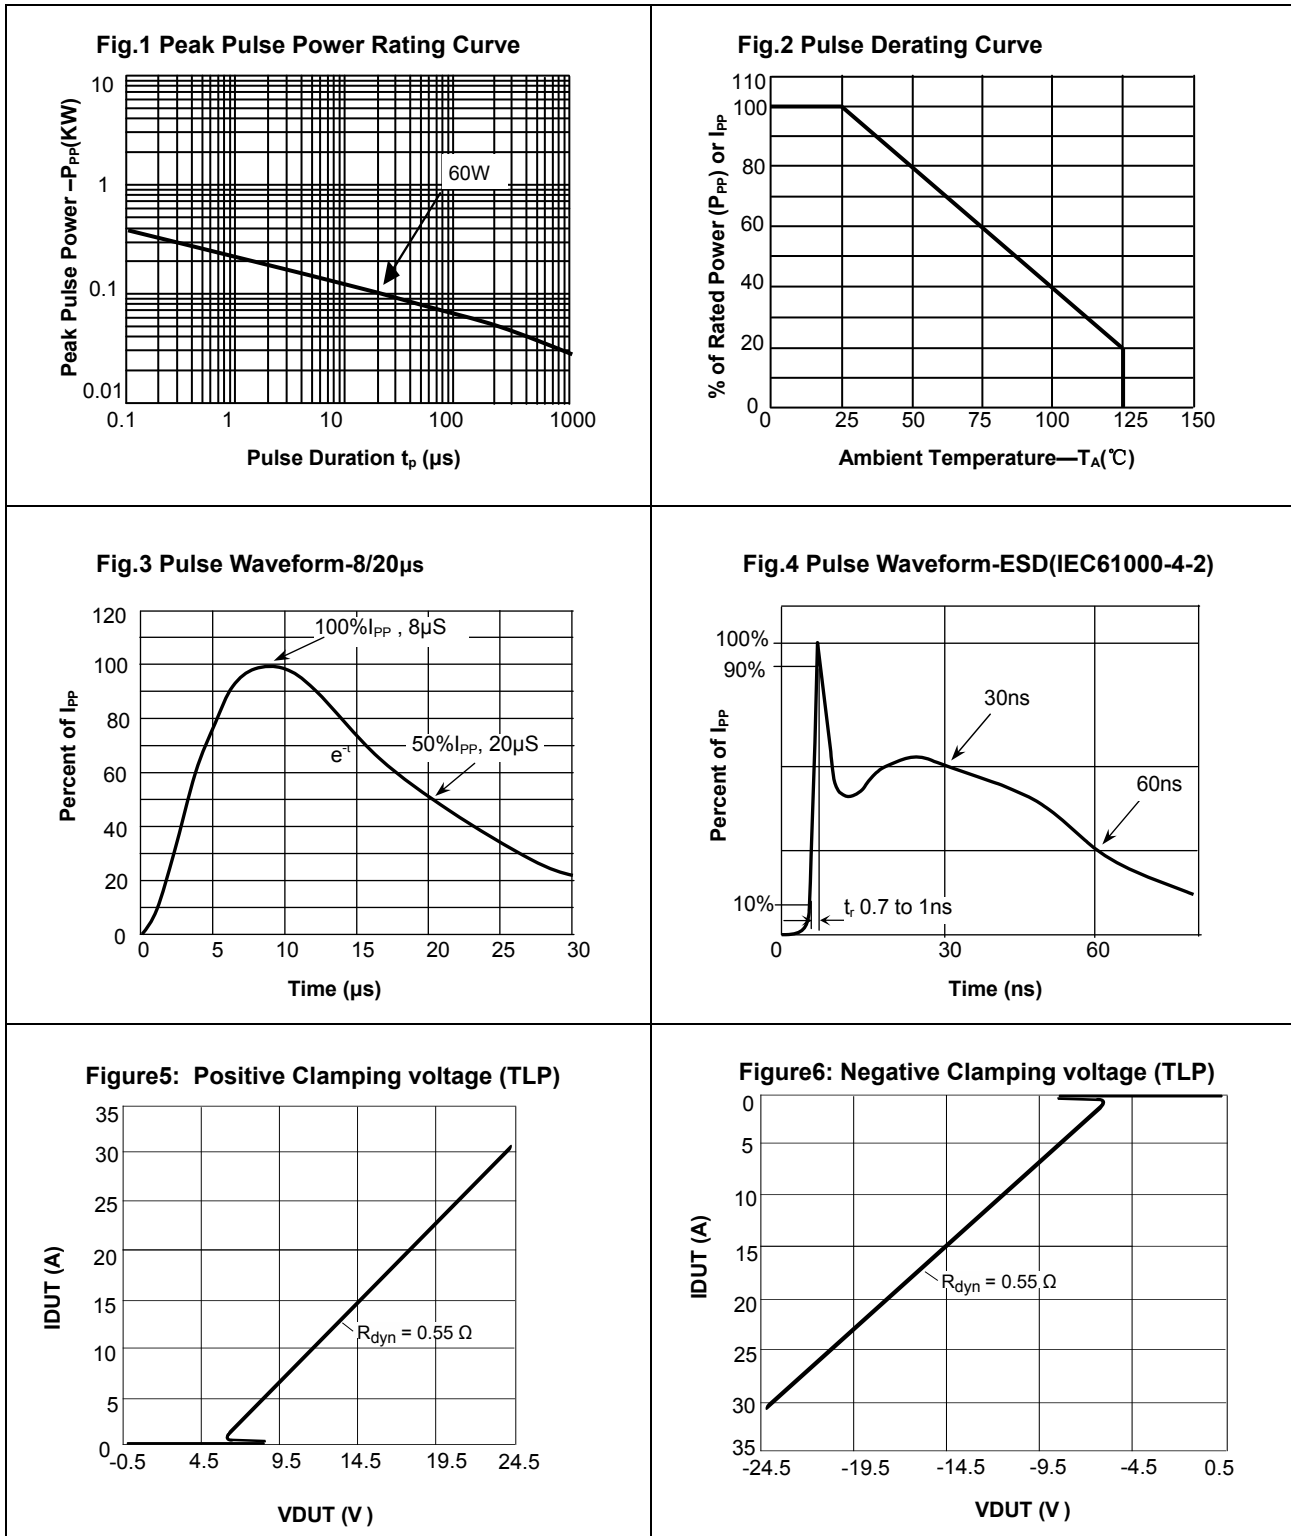 Fig.1 Peak Pulse Power Rating Curve
Peak Pulse Power –PPP(KW)
10
1
0.1
0.01
60W
0.1 1 10 100 1000
Pulse Duration tp (µs)
Fig.2 Pulse Derating Curve
% of Rated Power (PPP) or IPP
110
100
80
60
40
20
0
0 25 50 75 100 125 150
Ambient Temperature—TA(℃)
Fig.3 Pulse Waveform-8/20µs
Percent of IPP
120
100
80
60
40
20
0
100%IPP , 8µS
e-t
50%IPP, 20µS
0 5 10 15 20 25 30
Time (µs)
Fig.4 Pulse Waveform-ESD(IEC61000-4-2)
Percent of IPP
100%
90%
10%
30ns
60ns
tr 0.7 to 1ns
0 30 60
Time (ns)
Figure5: Positive Clamping voltage (TLP)
IDUT (A)
35
30
25
20
15
10
5
0
Rdyn = 0.55 Ω
-0.5 4.5 9.5 14.5 19.5 24.5
VDUT (V )
Figure6: Negative Clamping voltage (TLP)
IDUT (A)
0
5
10
15
20
25
30
35
Rdyn = 0.55 Ω
-24.5 -19.5 -14.5 -9.5 -4.5 0.5
VDUT (V )